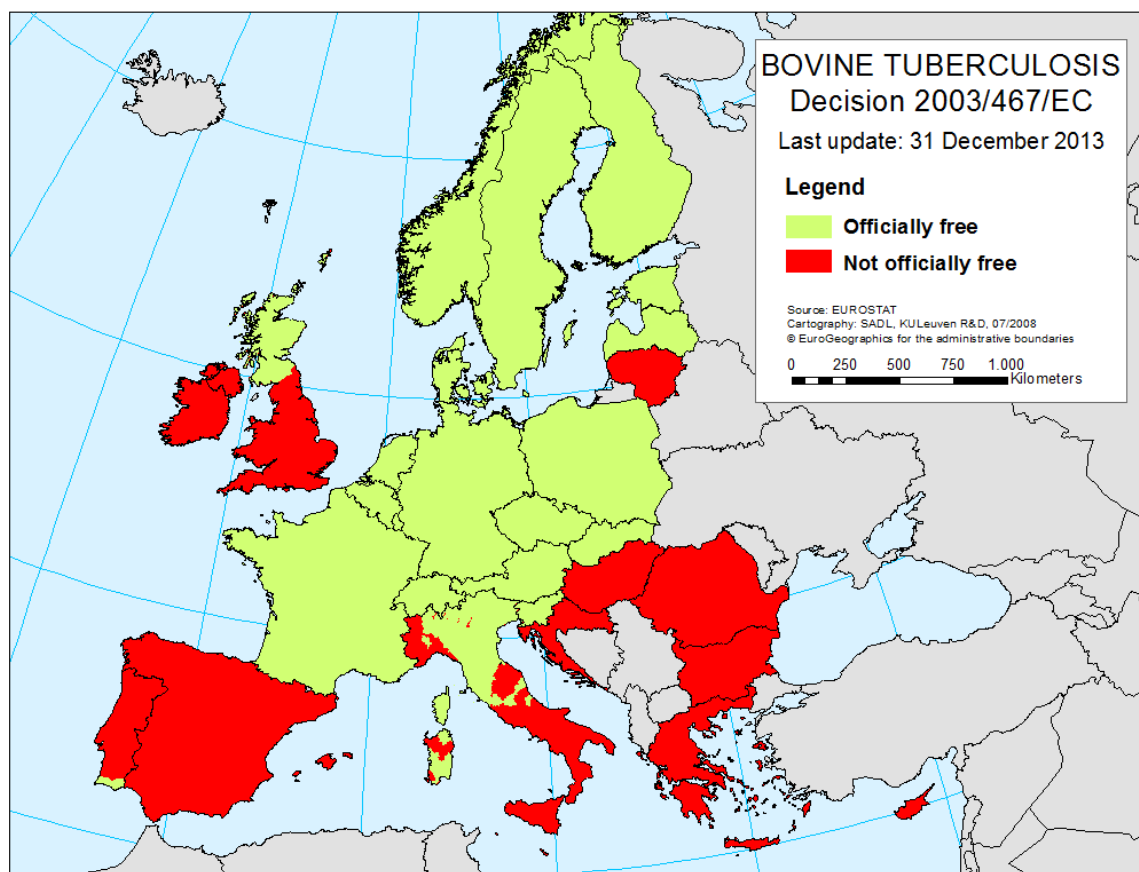 BOVINE TUBERCULOSIS
Decision 2003/467/EC
Last update: 31 December 2013
Legend
Officially free
Not officially free
Source: EUROSTAT
Cartography: SADL, KULeuven R&D, 07/2008
© EuroGeographics for the administrative boundaries
0 250 500 750 1.000
Kilometers